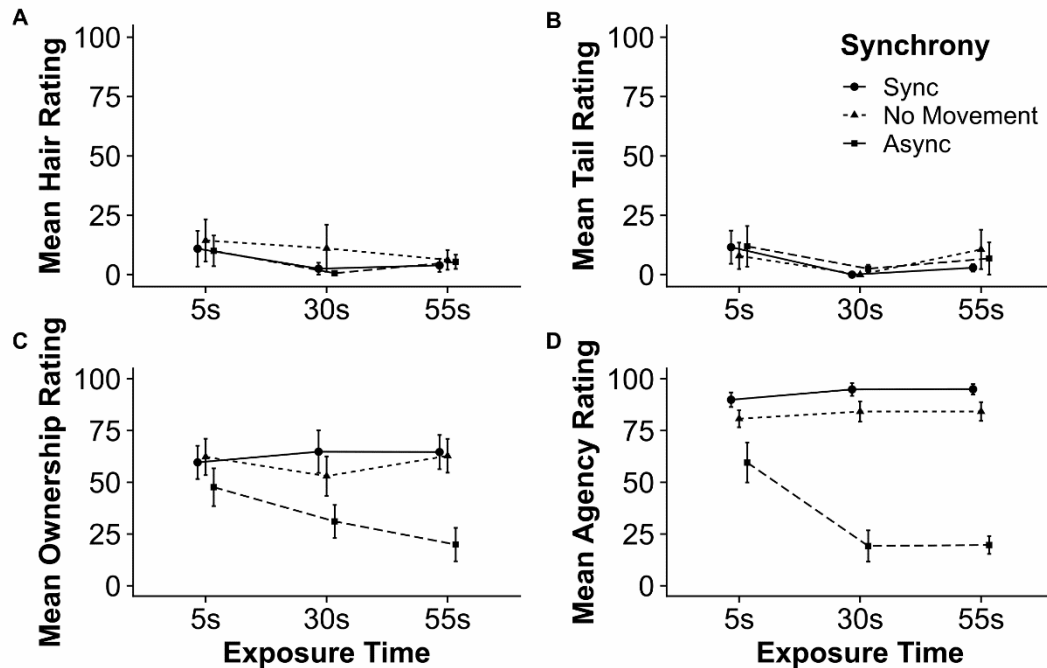 A
Mean Hair Rating
100
75
50
25
0
5s 30s 55s
B
Mean Tail Rating
100
75
50
25
0
5s 30s 55s
Synchrony
Sync
No Movement
Async
C
Mean Ownership Rating
100
75
50
25
0
5s 30s 55s
Exposure Time
D
Mean Agency Rating
100
75
50
25
0
5s 30s 55s
Exposure Time